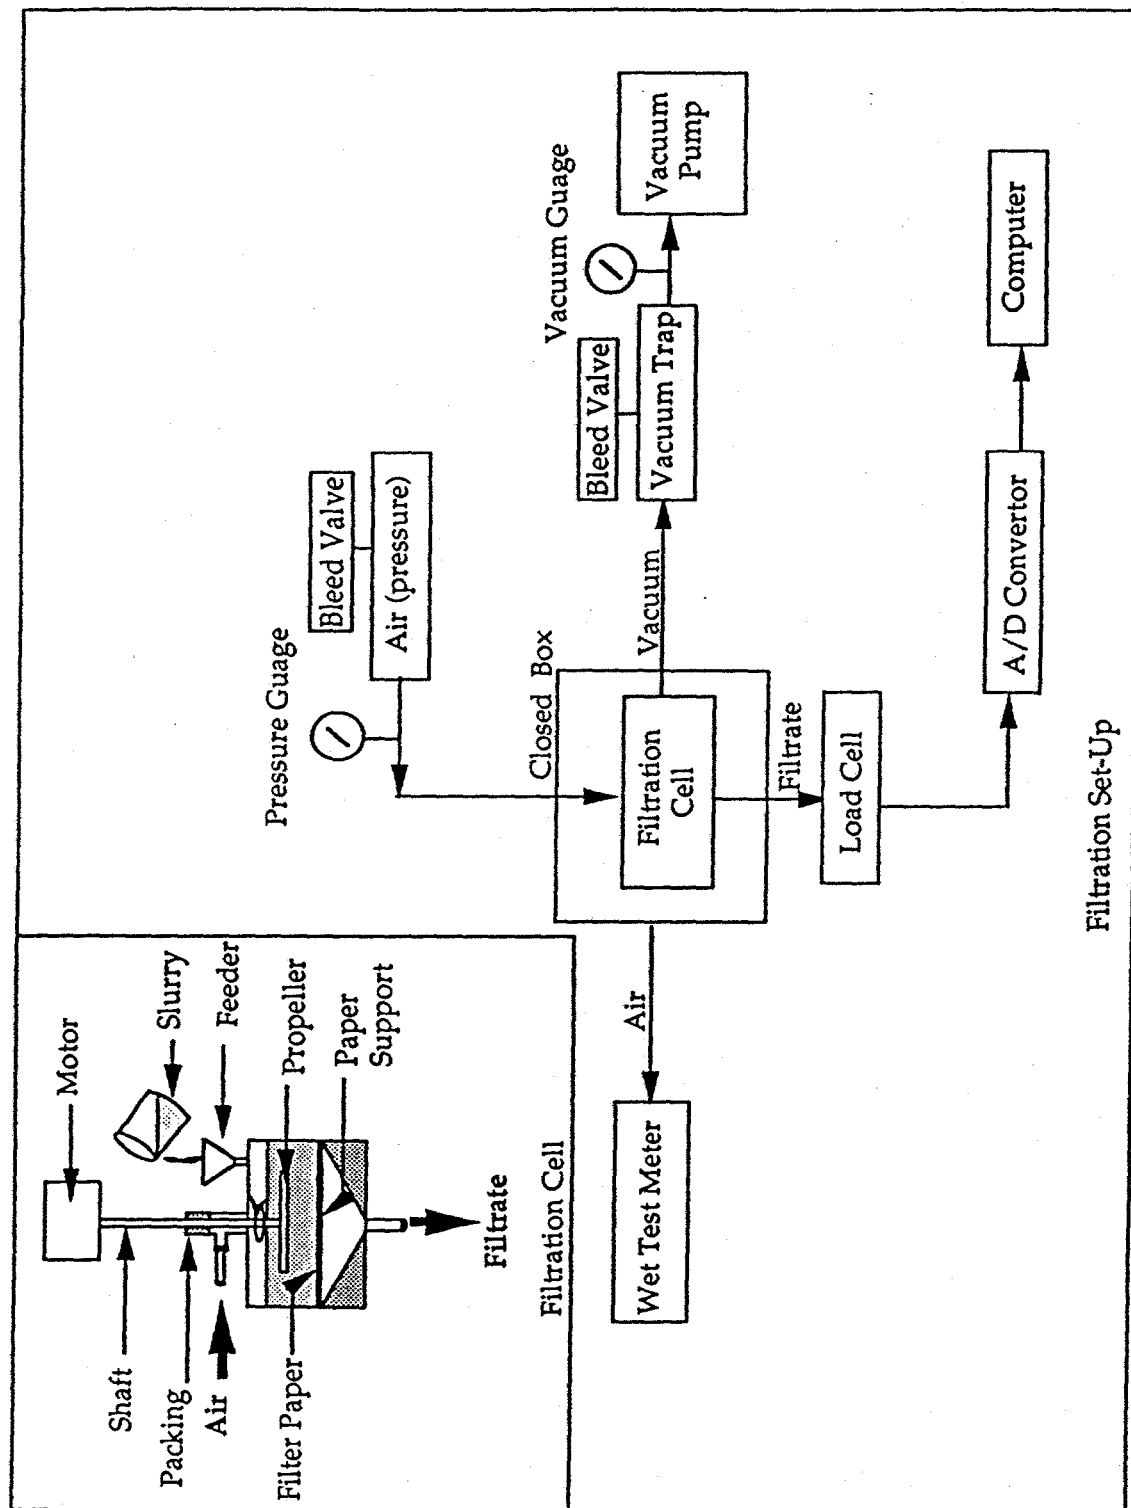 Motor
Slurry
Feeder
Propeller
Paper
Support
Shaft
Packing
Air
Filter Paper
Filtrate
Filtration Cell
Pressure Guage
Bleed Valve
Air (pressure)
Closed Box
Filtration
Cell
Vacuum
Bleed Valve
Vacuum Trap
Vacuum Guage
Vacuum
Pump
Air
Wet Test Meter
Filtrate
Load Cell
A/D Convertor
Computer
Filtration Set-Up